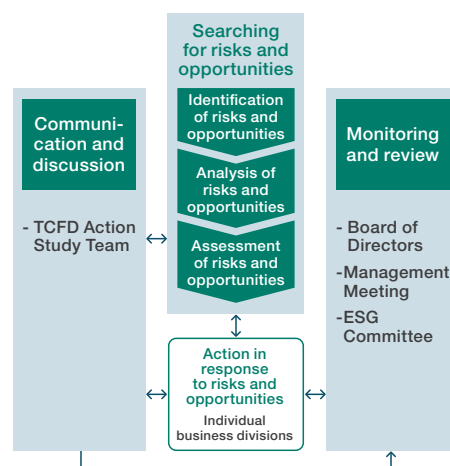 Searching
for risks and
opportunities
Identification
of risks and
opportunities
Analysis of
risks and
opportunities
Assessment
of risks and
opportunities
Communi-
cation and
discussion
- TCFD Action
Study Team
Action in
response
to risks and
opportunities
Individual
business divisions
Monitoring
and review
- Board of
Directors
-Management
Meeting
-ESG
Committee